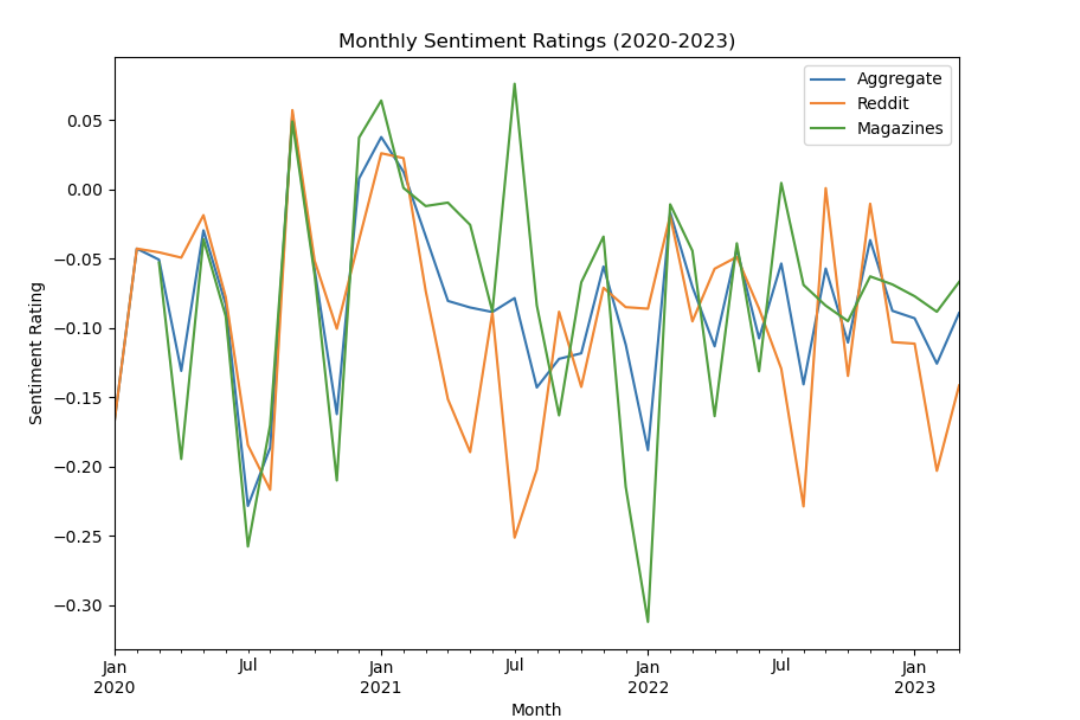 Monthly Sentiment Ratings (2020-2023)
Aggregate
Reddit
Magazines
0.05
0.00
−0.05
−0.10
−0.15
−0.20
−0.25
−0.30
Sentiment Rating
Jan Jul Jan Jul Jan Jul Jan
2020 2021 2022 2023
Month